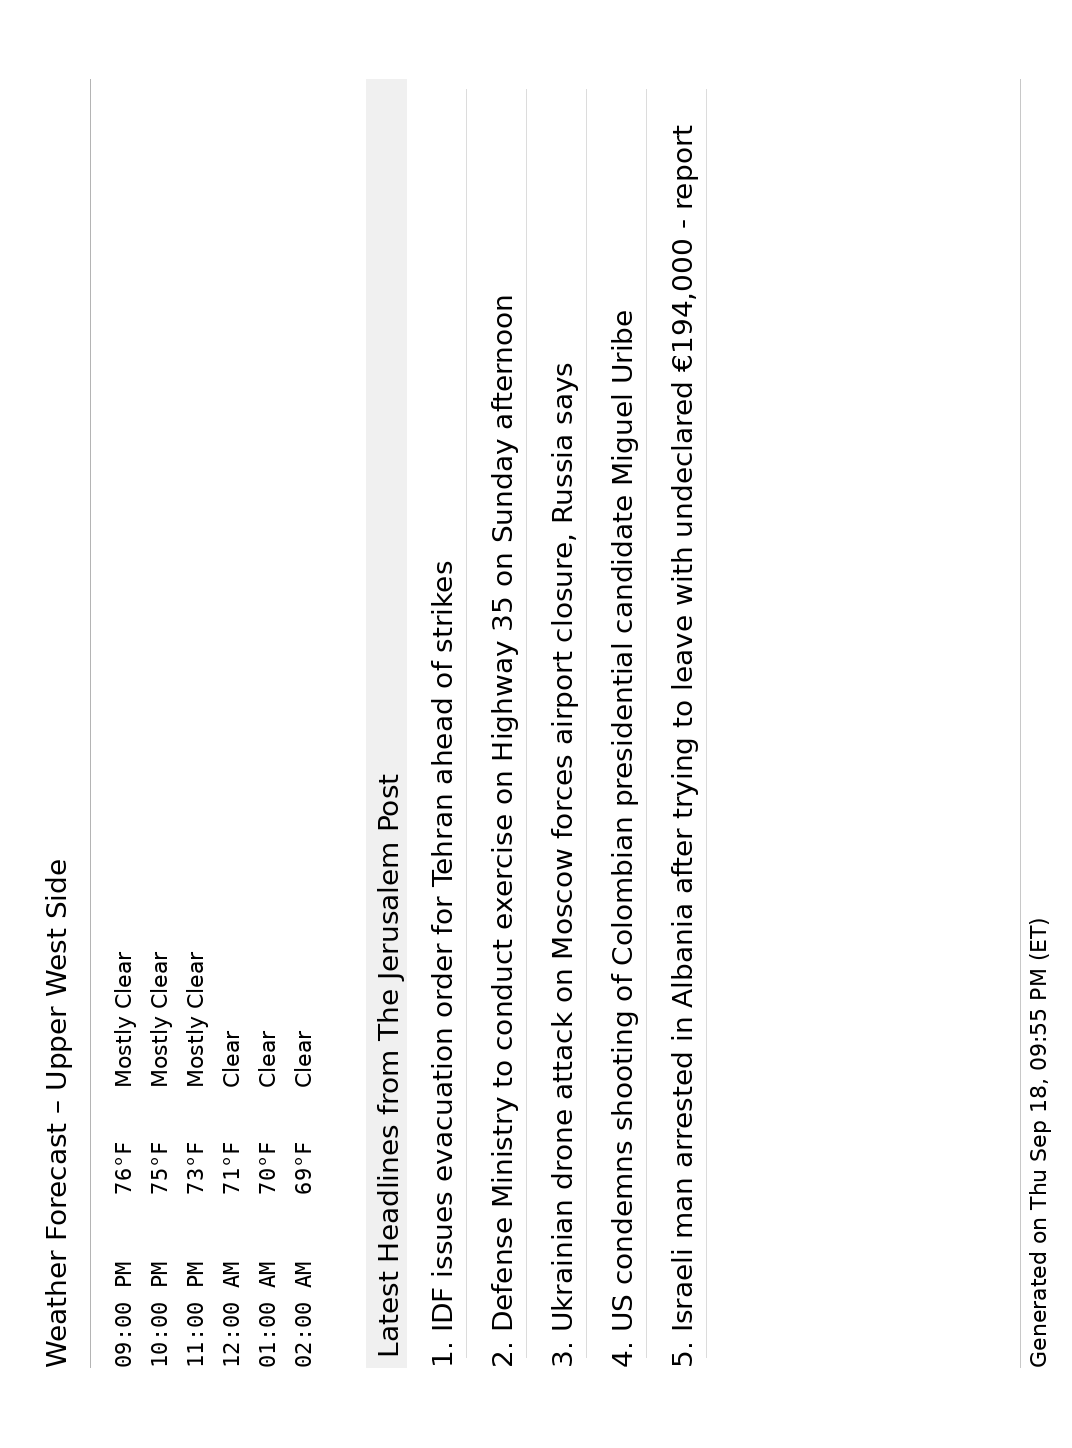 Weather Forecast – Upper West Side
09:00 PM 76°F Mostly Clear
10:00 PM 75°F Mostly Clear
11:00 PM 73°F Mostly Clear
12:00 AM 71°F Clear
01:00 AM 70°F Clear
02:00 AM 69°F Clear
Latest Headlines from The Jerusalem Post
1. IDF issues evacuation order for Tehran ahead of strikes
2. Defense Ministry to conduct exercise on Highway 35 on Sunday afternoon
3. Ukrainian drone attack on Moscow forces airport closure, Russia says
4. US condemns shooting of Colombian presidential candidate Miguel Uribe
5. Israeli man arrested in Albania after trying to leave with undeclared €194,000 - report
Generated on Thu Sep 18, 09:55 PM (ET)